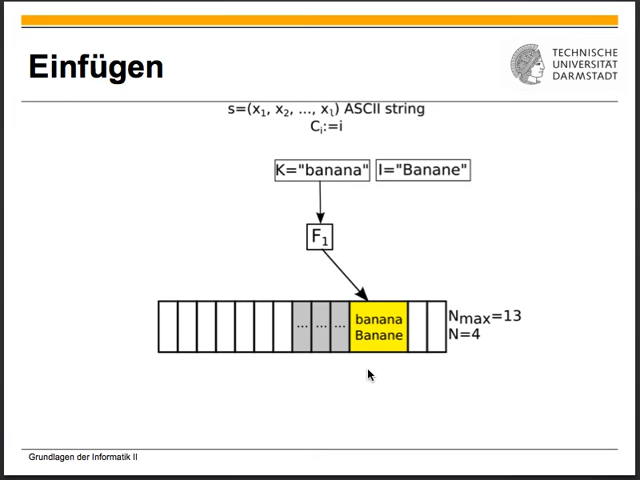 Einfügen
TECHNISCHE
UNIVERSITÄT
DARMSTADT
s=(x₁, x₂, ..., xₗ) ASCII string
Cᵢ:=i
K="banana" I="Banane"
F₁
... ... ... banana
Banane
Nmax=13
N=4
Grundlagen der Informatik II